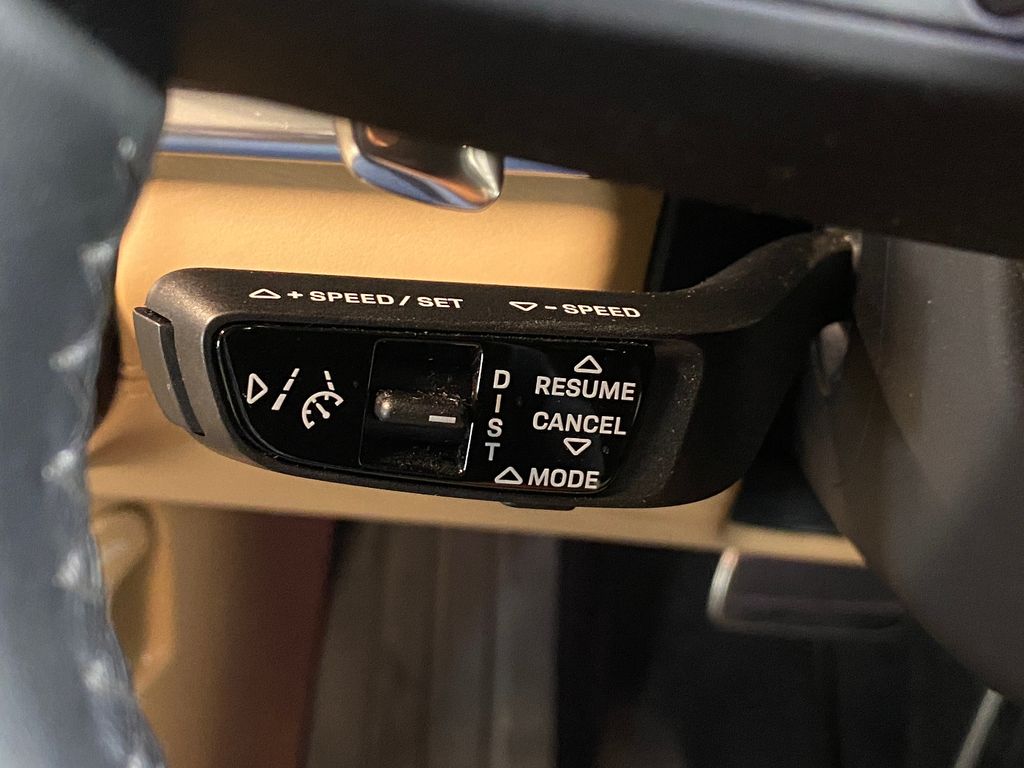 + SPEED / SET
- SPEED
DIST
RESUME
CANCEL
MODE